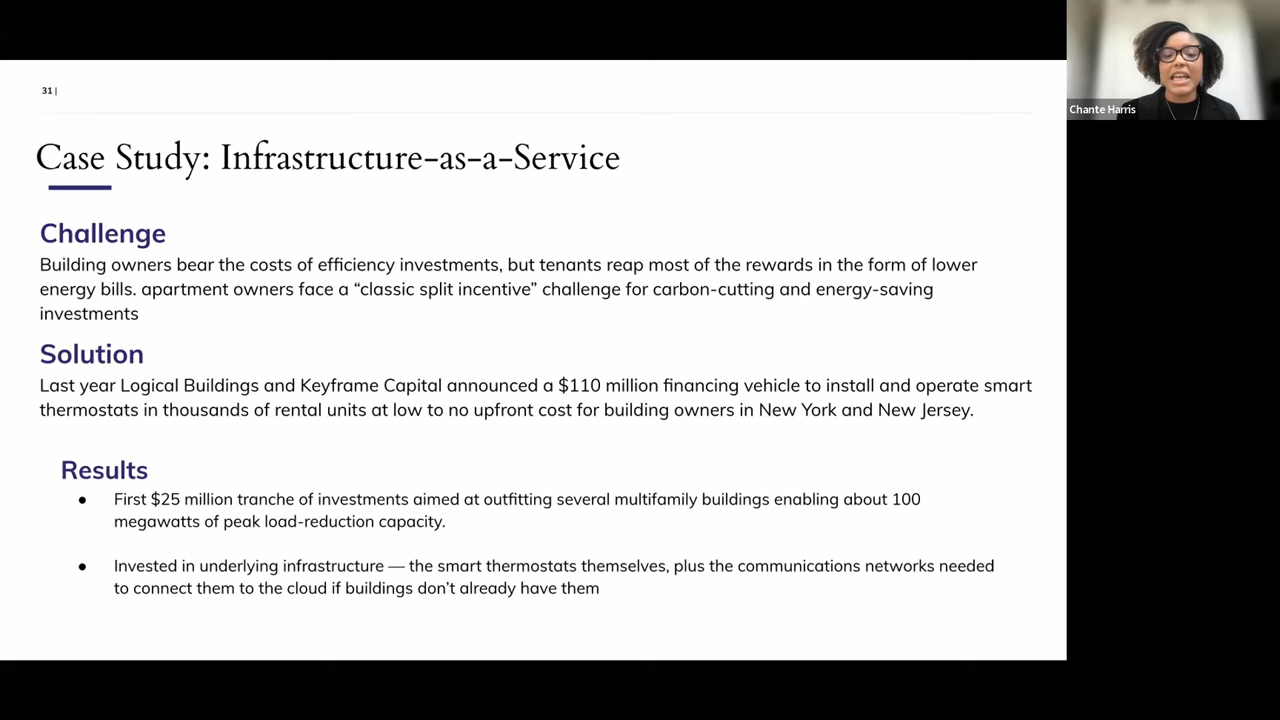 31 |
Case Study: Infrastructure-as-a-Service
Challenge
Building owners bear the costs of efficiency investments, but tenants reap most of the rewards in the form of lower
energy bills. apartment owners face a “classic split incentive” challenge for carbon-cutting and energy-saving
investments
Solution
Last year Logical Buildings and Keyframe Capital announced a $110 million financing vehicle to install and operate smart
thermostats in thousands of rental units at low to no upfront cost for building owners in New York and New Jersey.
Results
● First $25 million tranche of investments aimed at outfitting several multifamily buildings enabling about 100
megawatts of peak load-reduction capacity.
● Invested in underlying infrastructure — the smart thermostats themselves, plus the communications networks needed
to connect them to the cloud if buildings don’t already have them
Chante Harris